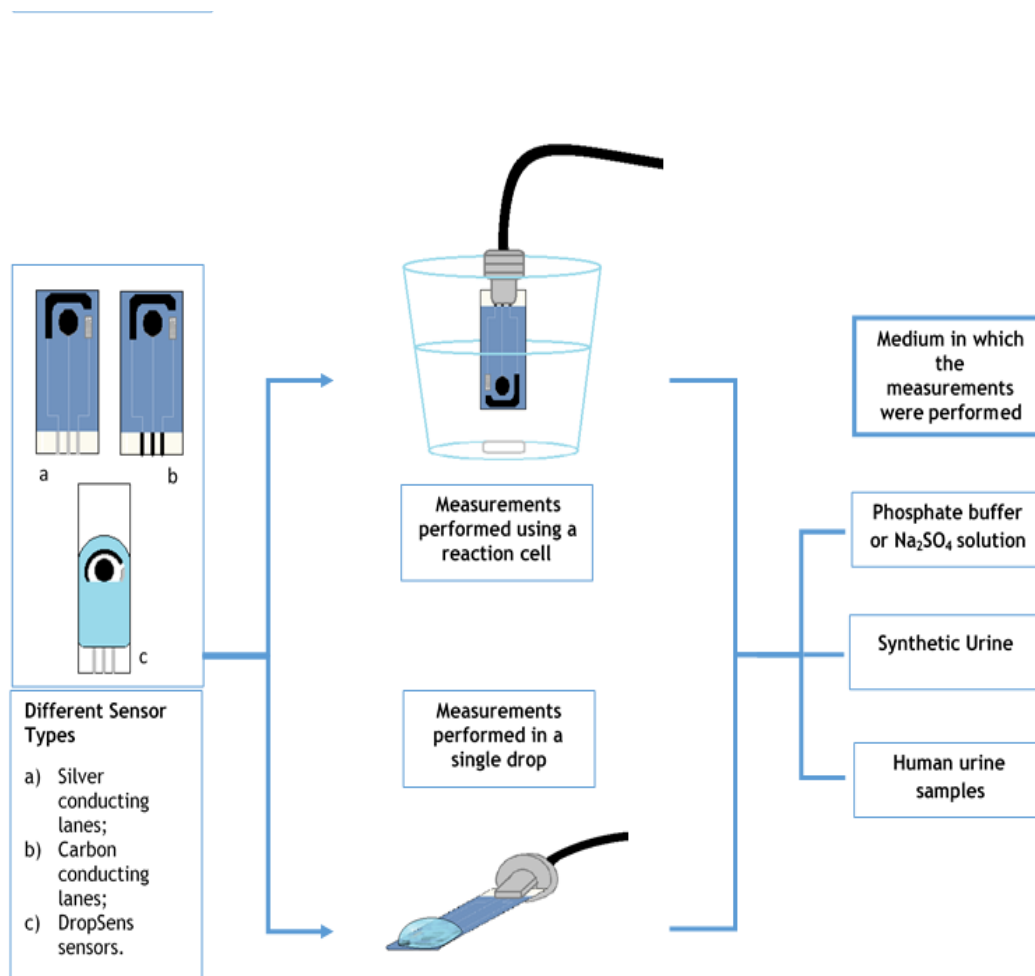 a
b
c
Different Sensor
Types
a) Silver
conducting
lanes;
b) Carbon
conducting
lanes;
c) DropSens
sensors.
Measurements
performed using a
reaction cell
Measurements
performed in a
single drop
Medium in which
the
measurements
were performed
Phosphate buffer
or Na₂SO₄ solution
Synthetic Urine
Human urine
samples